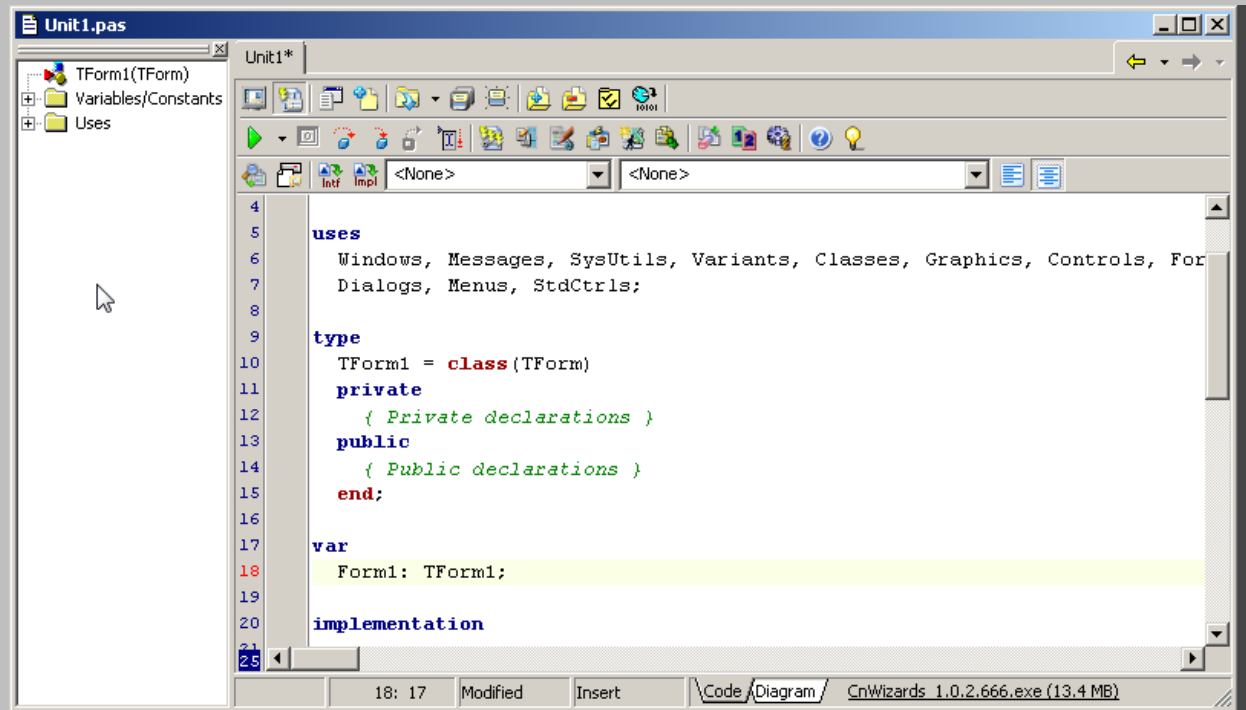 Unit1.pas
TForm1(TForm)
Variables/Constants
Uses
Unit1*
Intf Impl <None> <None>
4
5 uses
6 Windows, Messages, SysUtils, Variants, Classes, Graphics, Controls, For
7 Dialogs, Menus, StdCtrls;
8
9 type
10 TForm1 = class(TForm)
11 private
12 { Private declarations }
13 public
14 { Public declarations }
15 end;
16
17 var
18 Form1: TForm1;
19
20 implementation
21
25
18: 17 Modified Insert Code Diagram CnWizards_1.0.2.666.exe (13.4 MB)